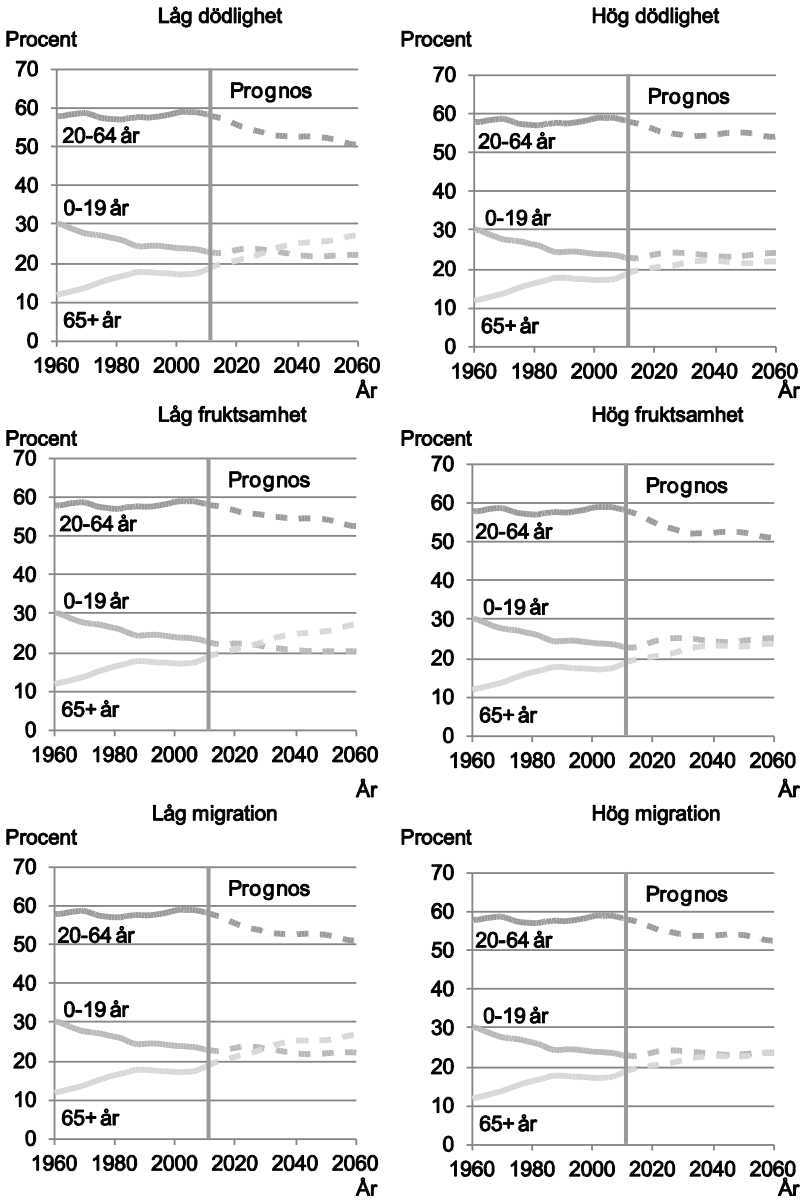 Låg dödlighet
Procent
70
60
50
40
30
20
10
0
Prognos
20-64 år
0-19 år
65+ år
1960 1980 2000 2020 2040 2060
År
Hög dödlighet
Procent
70
60
50
40
30
20
10
0
Prognos
20-64 år
0-19 år
65+ år
1960 1980 2000 2020 2040 2060
År
Låg fruktsamhet
Procent
70
60
50
40
30
20
10
0
Prognos
20-64 år
0-19 år
65+ år
1960 1980 2000 2020 2040 2060
År
Hög fruktsamhet
Procent
70
60
50
40
30
20
10
0
Prognos
20-64 år
0-19 år
65+ år
1960 1980 2000 2020 2040 2060
År
Låg migration
Procent
70
60
50
40
30
20
10
0
Prognos
20-64 år
0-19 år
65+ år
1960 1980 2000 2020 2040 2060
År
Hög migration
Procent
70
60
50
40
30
20
10
0
Prognos
20-64 år
0-19 år
65+ år
1960 1980 2000 2020 2040 2060
År